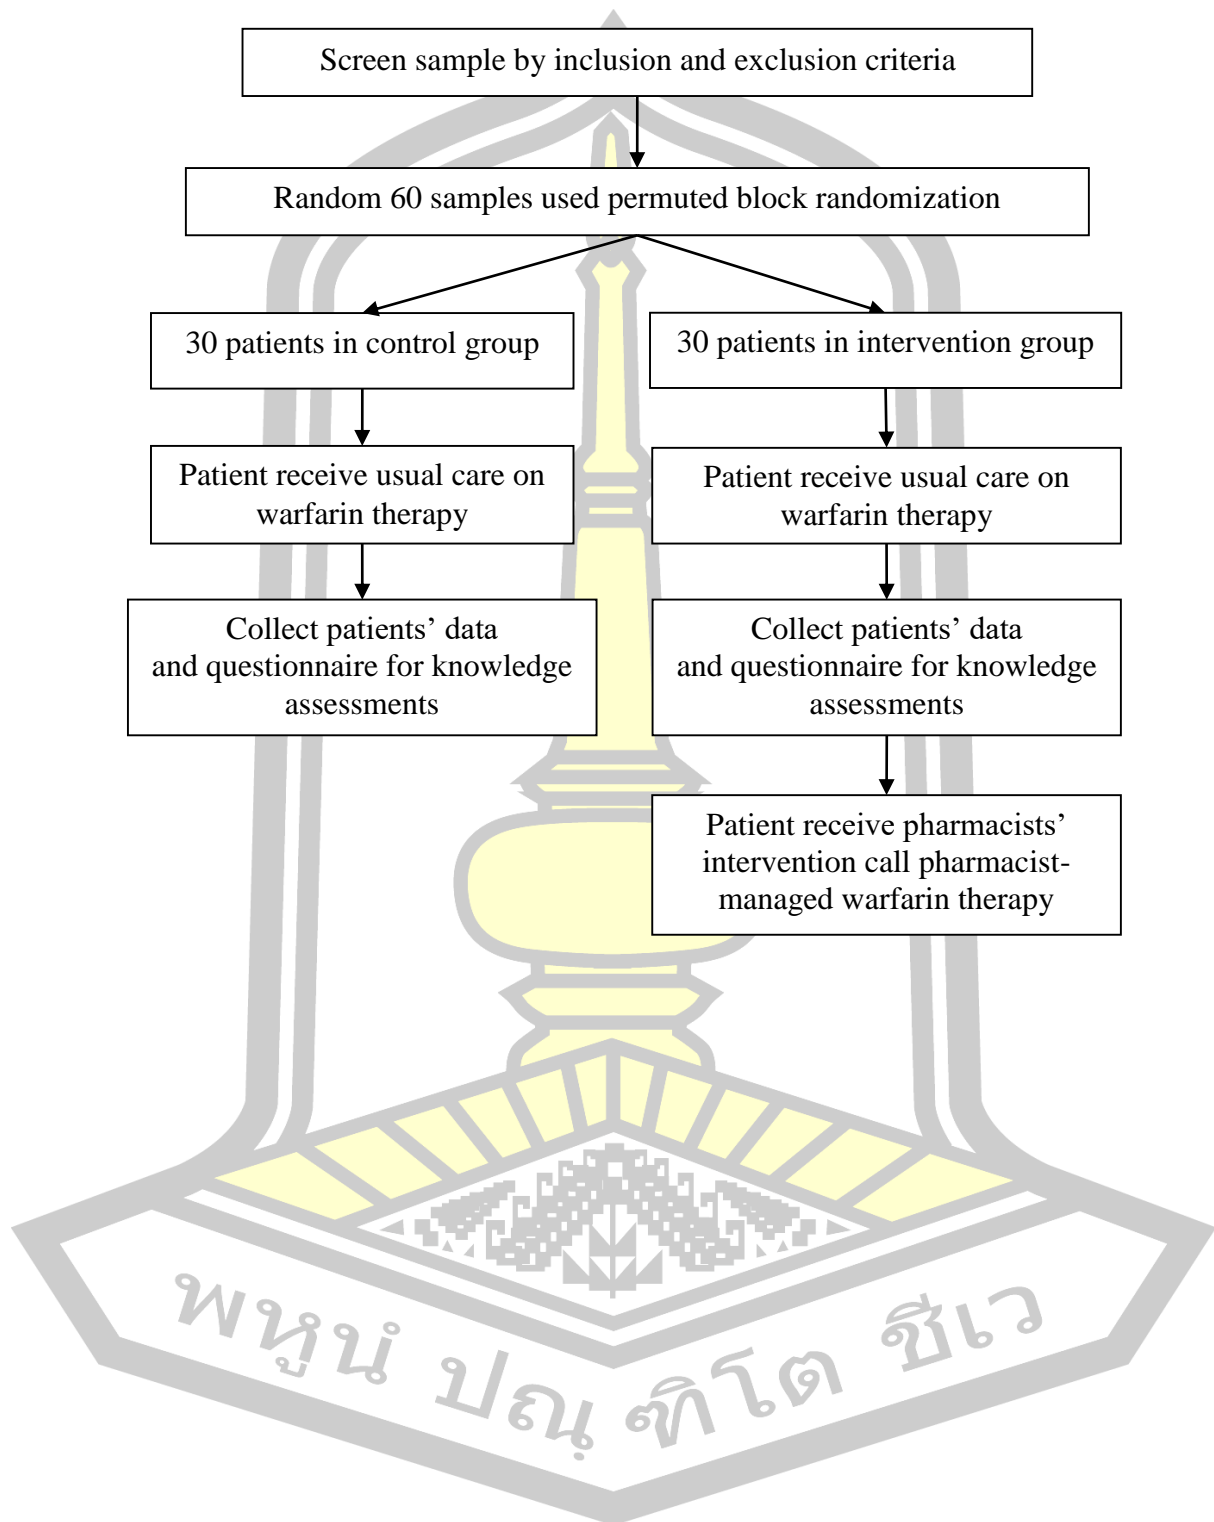 Screen sample by inclusion and exclusion criteria
Random 60 samples used permuted block randomization
30 patients in control group
30 patients in intervention group
Patient receive usual care on
warfarin therapy
Patient receive usual care on
warfarin therapy
Collect patients’ data
and questionnaire for knowledge
assessments
Collect patients’ data
and questionnaire for knowledge
assessments
Patient receive pharmacists’
intervention call pharmacist-
managed warfarin therapy
พหูนํ ปณฺฑิโต ชีเว